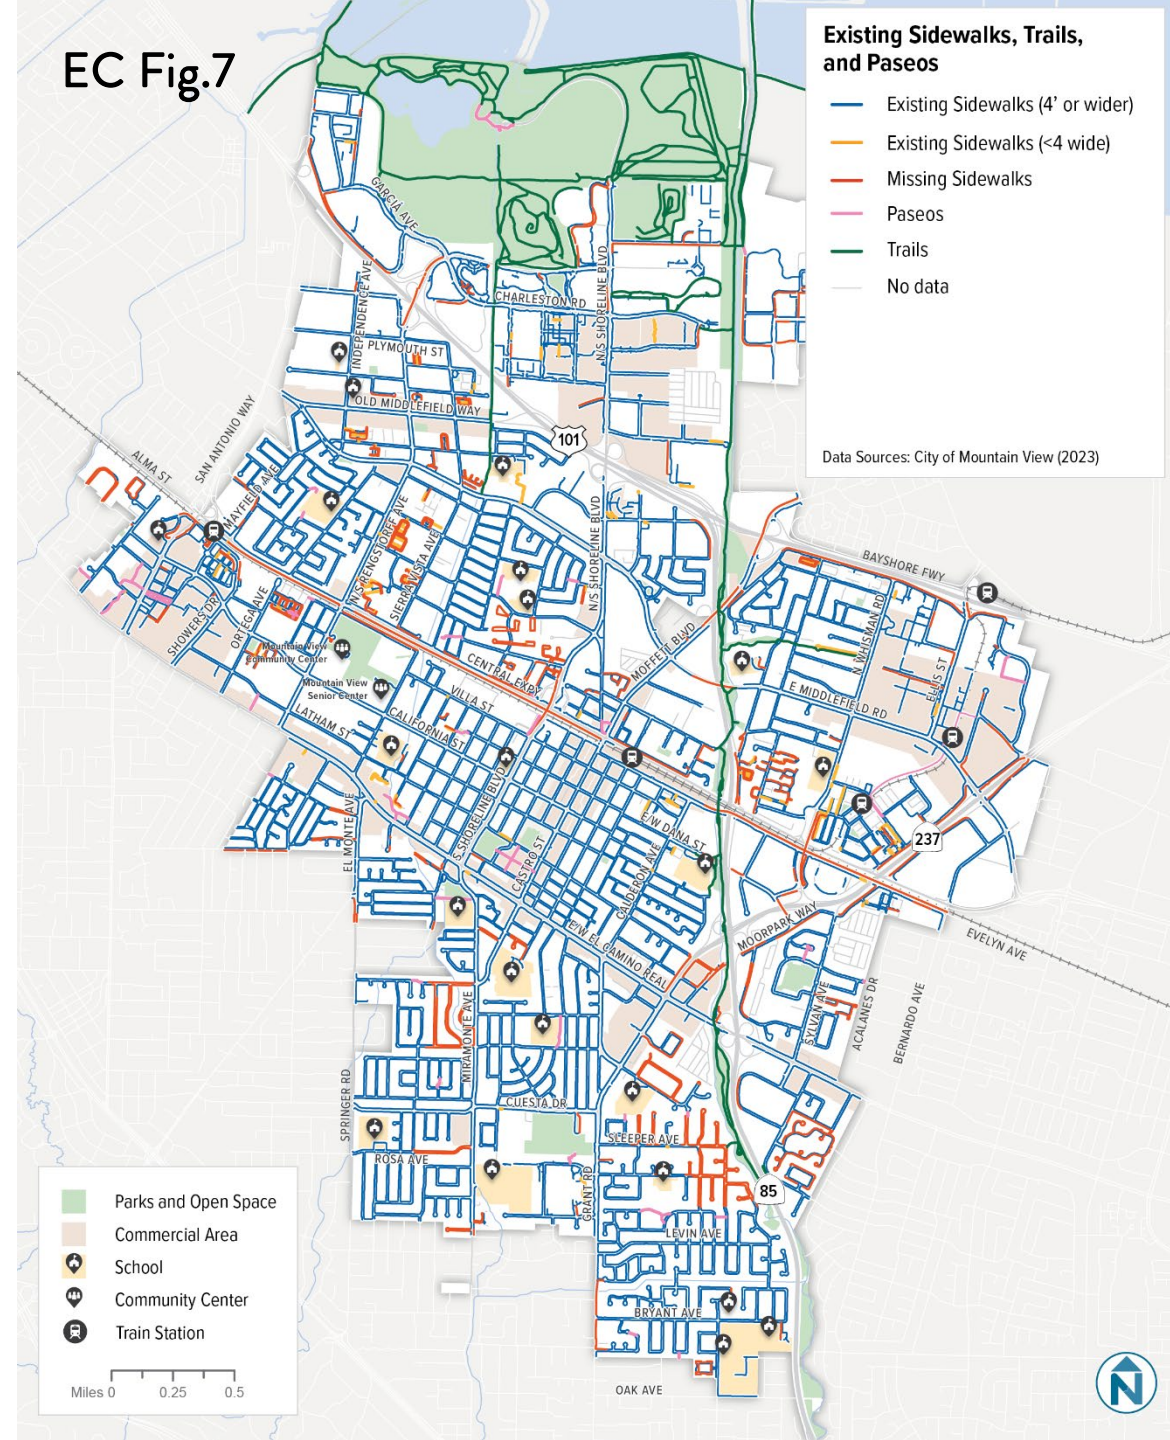 EC Fig.7
Existing Sidewalks, Trails,
and Paseos
Existing Sidewalks (4’ or wider)
Existing Sidewalks (<4 wide)
Missing Sidewalks
Paseos
Trails
No data
Data Sources: City of Mountain View (2023)
GARCIA AVE
INDEPENDENCE AVE
CHARLESTON RD
N/S SHORELINE BLVD
PLYMOUTH ST
OLD MIDDLEFIELD WAY
101
SAN ANTONIO WAY
ALMA ST
MAYFIELD AVE
N/S RENGSTORFF AVE
SIERRA VISTA AVE
N/S SHORELINE BLVD
BAYSHORE FWY
SHOWERS DR
ORTEGA AVE
Mountain View
Community Center
Mountain View
Senior Center
CENTRAL EXPY
MOFFETT BLVD
N WHISMAN RD
ELLIS ST
E MIDDLEFIELD RD
VILLA ST
LATHAM ST
CALIFORNIA ST
S SHORELINE BLVD
EL MONTE AVE
CASTRO ST
E/W DANA ST
CALDERON AVE
237
E/W EL CAMINO REAL
MOORPARK WAY
EVELYN AVE
SYLVAN AVE
ACALANES DR
BERNARDO AVE
MIRAMONTE AVE
SPRINGER RD
CUESTA DR
SLEEPER AVE
ROSA AVE
GRANT RD
85
LEVIN AVE
BRYANT AVE
OAK AVE
Parks and Open Space
Commercial Area
School
Community Center
Train Station
Miles 0 0.25 0.5
N